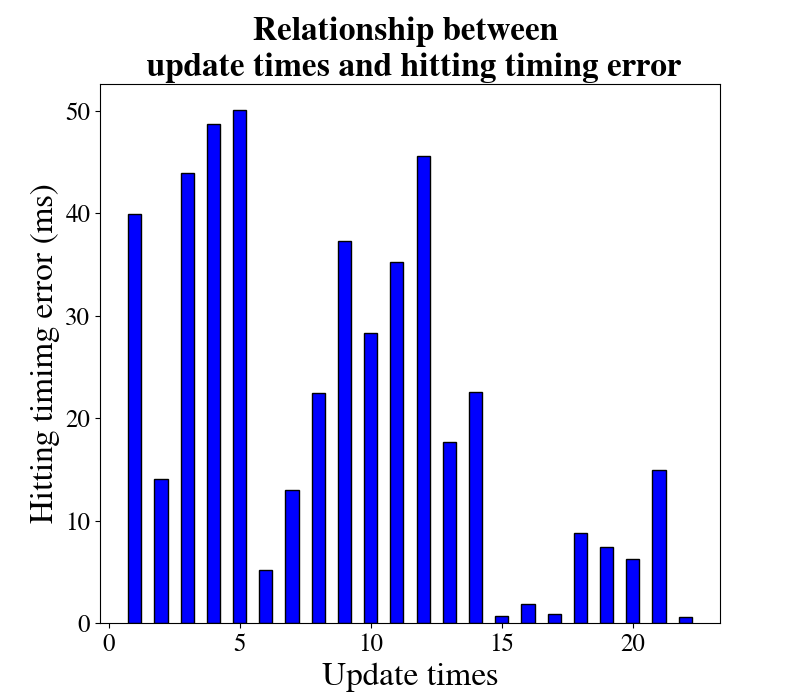 Relationship between
update times and hitting timing error
Hitting timimg error (ms)
50
40
30
20
10
0
0 5 10 15 20
Update times